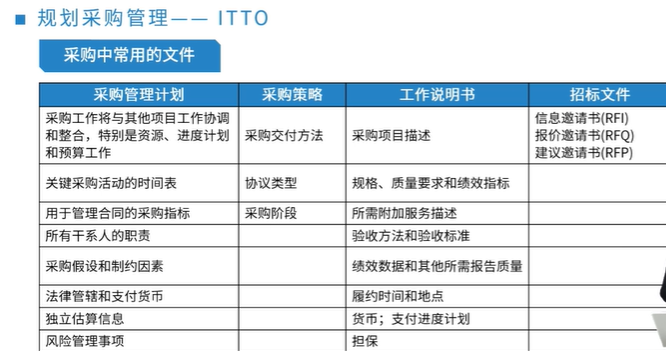 规划采购管理—— ITTO
采购中常用的文件
采购管理计划 采购策略 工作说明书 招标文件
采购工作将与其他项目工作协调
和整合，特别是资源、进度计划
和预算工作
采购交付方法
采购项目描述
信息邀请书(RFI)
报价邀请书(RFQ)
建议邀请书(RFP)
关键采购活动的时间表 协议类型 规格、质量要求和绩效指标
用于管理合同的采购指标 采购阶段 所需附加服务描述
所有干系人的职责 验收方法和验收标准
采购假设和制约因素 绩效数据和其他所需报告质量
法律管辖和支付货币 履约时间和地点
独立估算信息 货币；支付进度计划
风险管理事项 担保